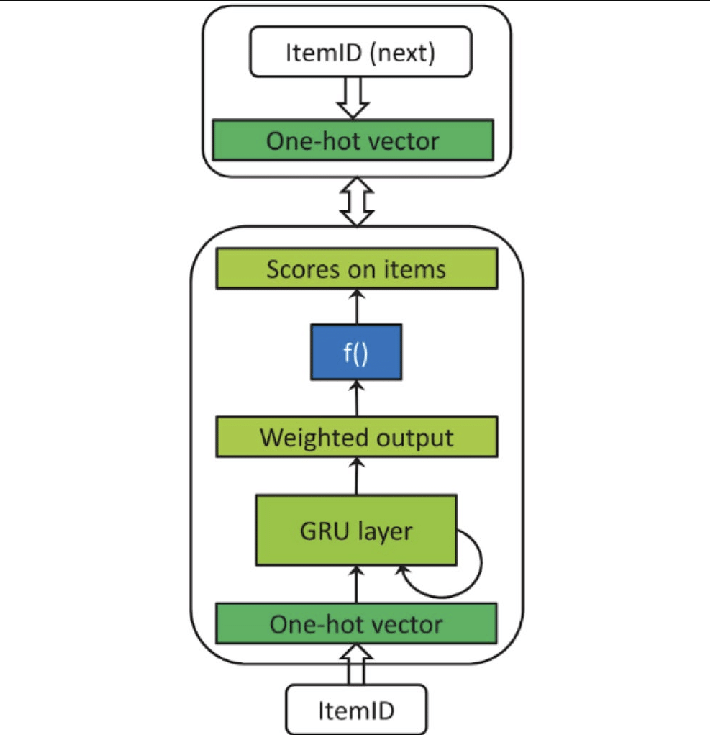 ItemID (next)
One-hot vector
Scores on items
f()
Weighted output
GRU layer
One-hot vector
ItemID